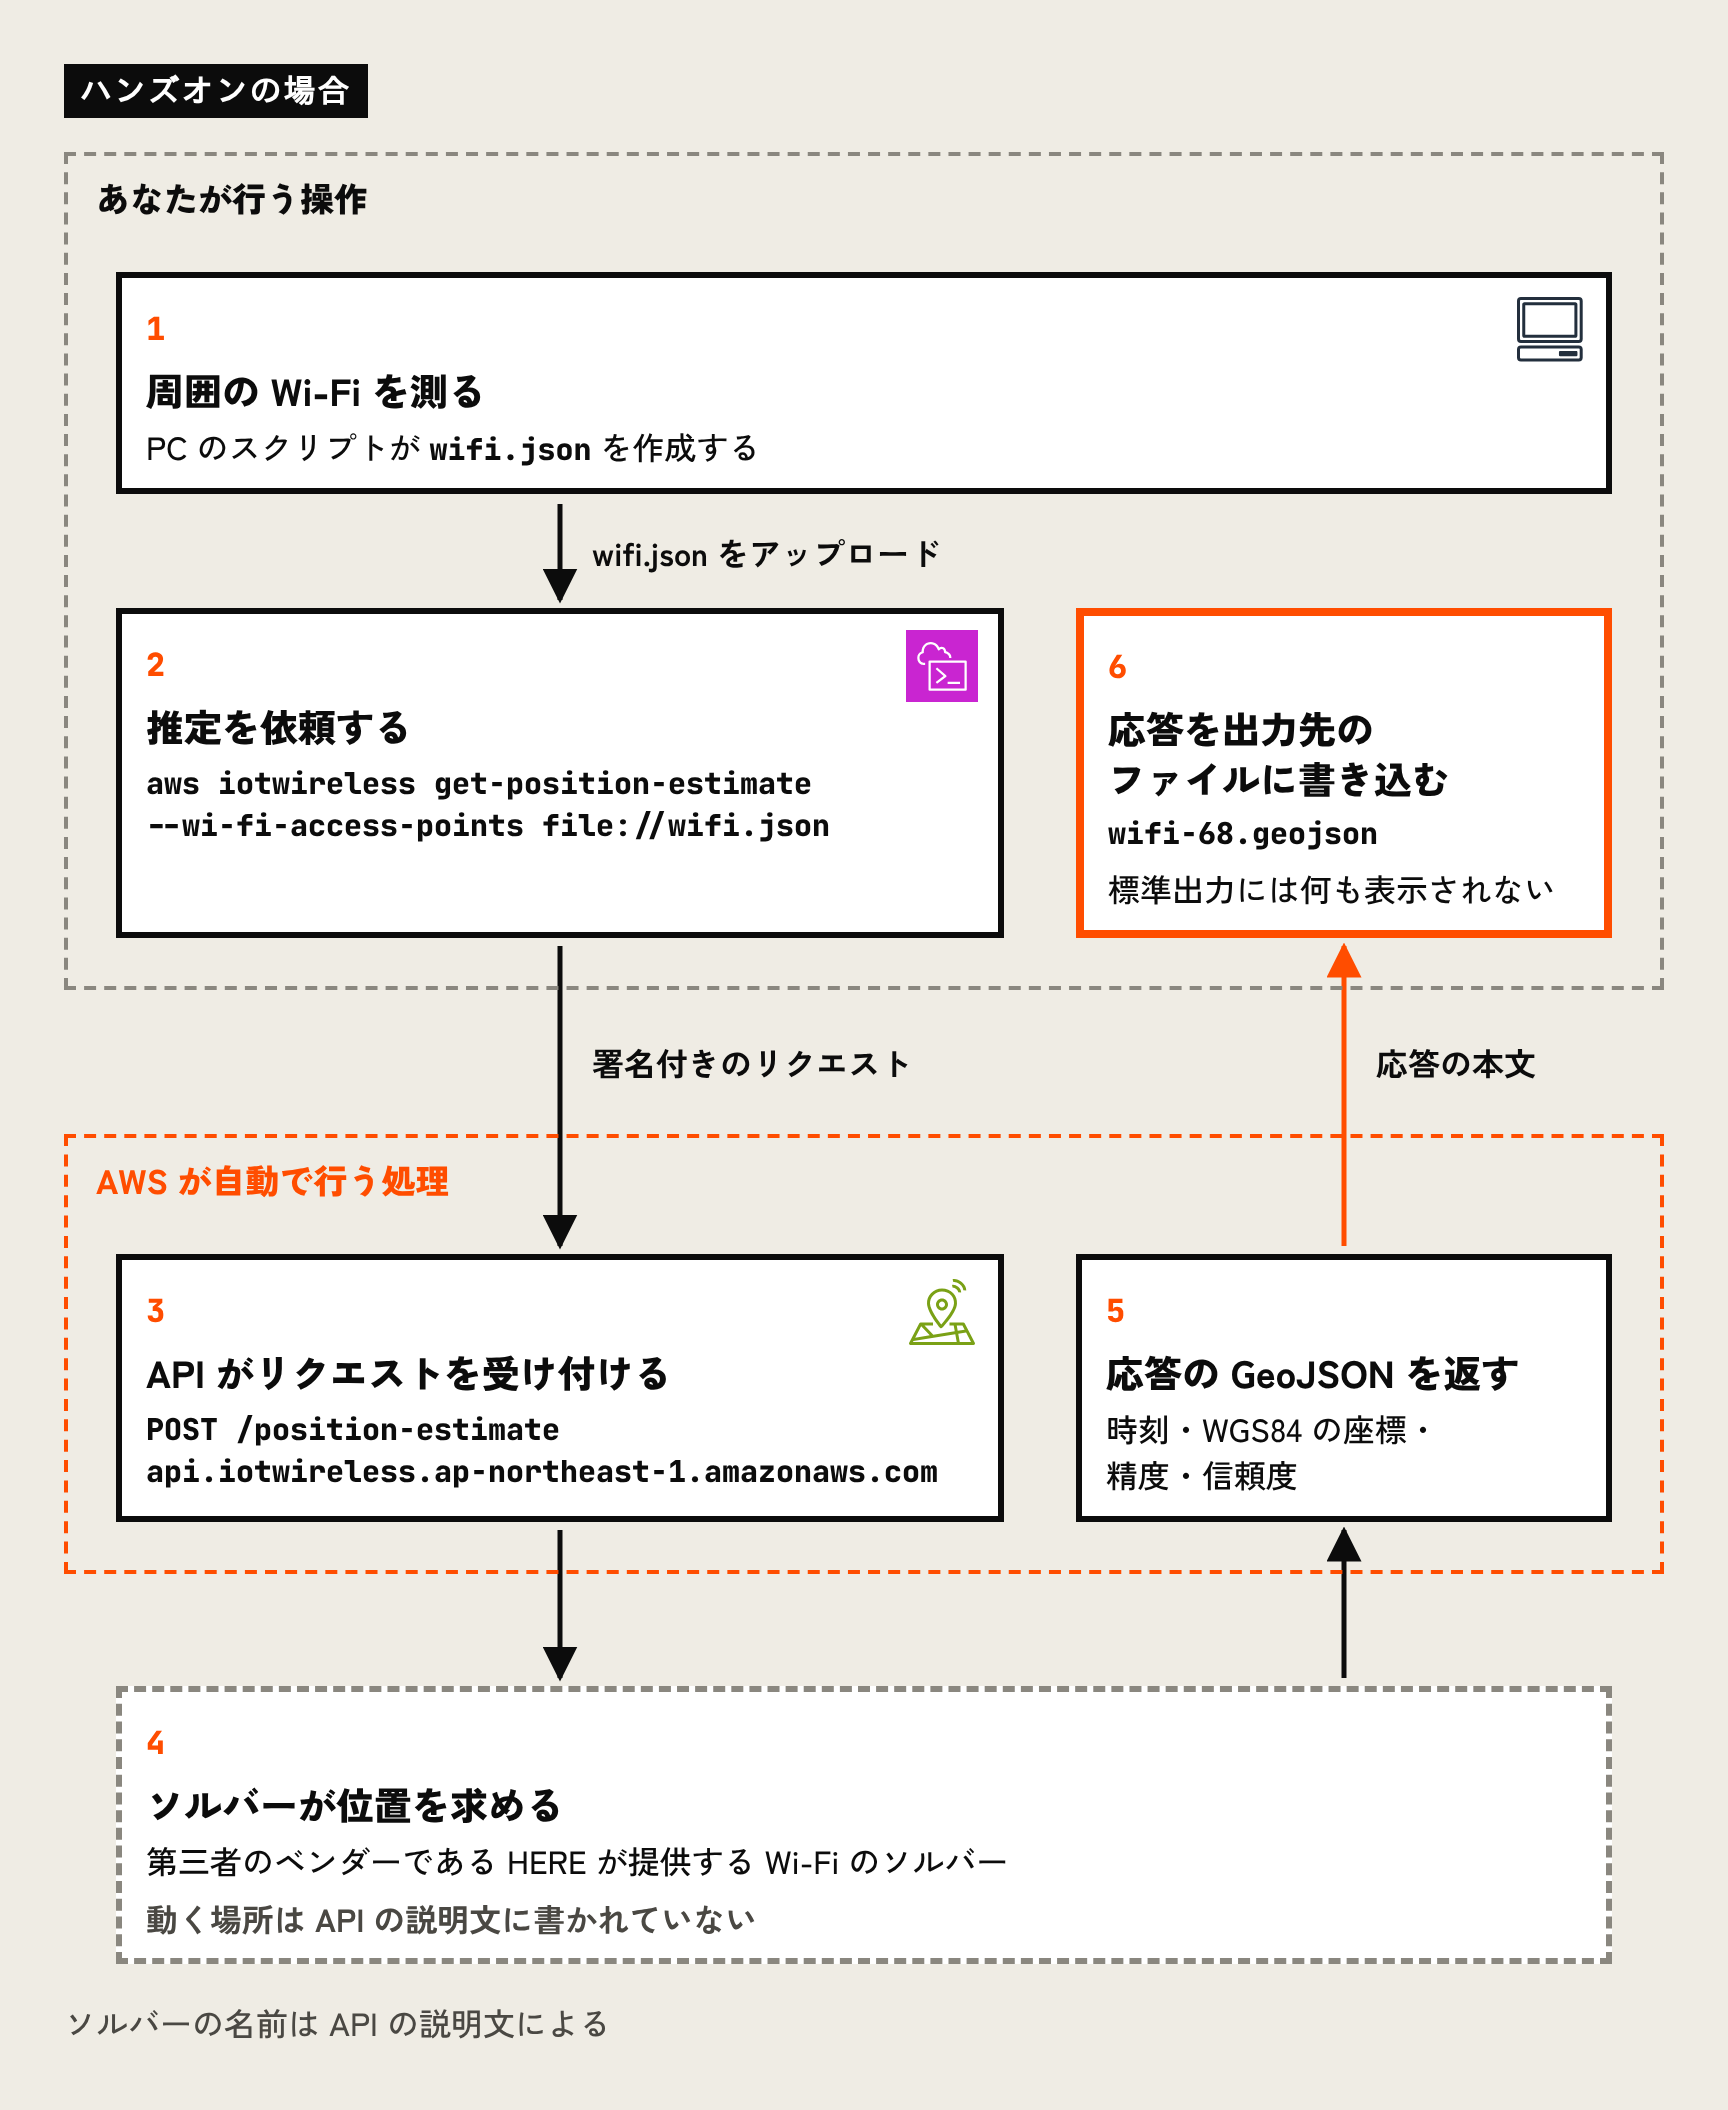 ハンズオンの場合
あなたが行う操作
1
周囲の Wi-Fi を測る
PC のスクリプトが wifi.json を作成する
wifi.json をアップロード
2
推定を依頼する
aws iotwireless get-position-estimate
--wi-fi-access-points file://wifi.json
6
応答を出力先の
ファイルに書き込む
wifi-68.geojson
標準出力には何も表示されない
署名付きのリクエスト
応答の本文
AWS が自動で行う処理
3
API がリクエストを受け付ける
POST /position-estimate
api.iotwireless.ap-northeast-1.amazonaws.com
5
応答の GeoJSON を返す
時刻・WGS84 の座標・
精度・信頼度
4
ソルバーが位置を求める
第三者のベンダーである HERE が提供する Wi-Fi のソルバー
動く場所は API の説明文に書かれていない
ソルバーの名前は API の説明文による